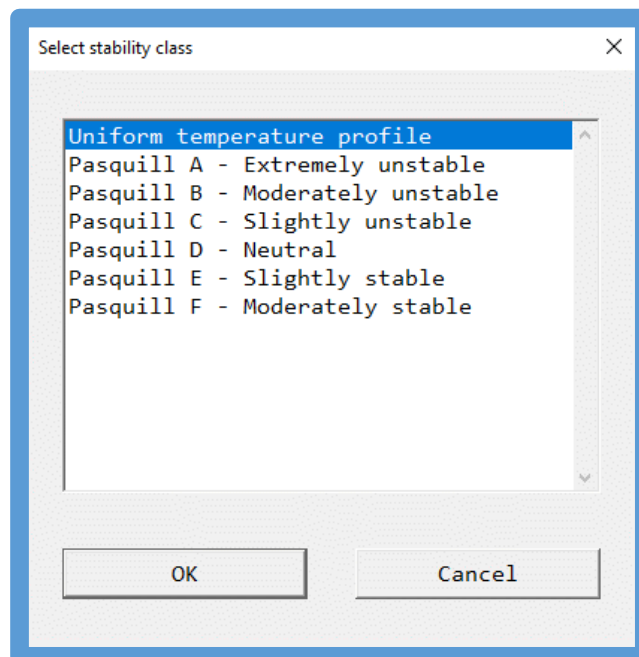 Select stability class
Uniform temperature profile
Pasquill A - Extremely unstable
Pasquill B - Moderately unstable
Pasquill C - Slightly unstable
Pasquill D - Neutral
Pasquill E - Slightly stable
Pasquill F - Moderately stable
OK
Cancel